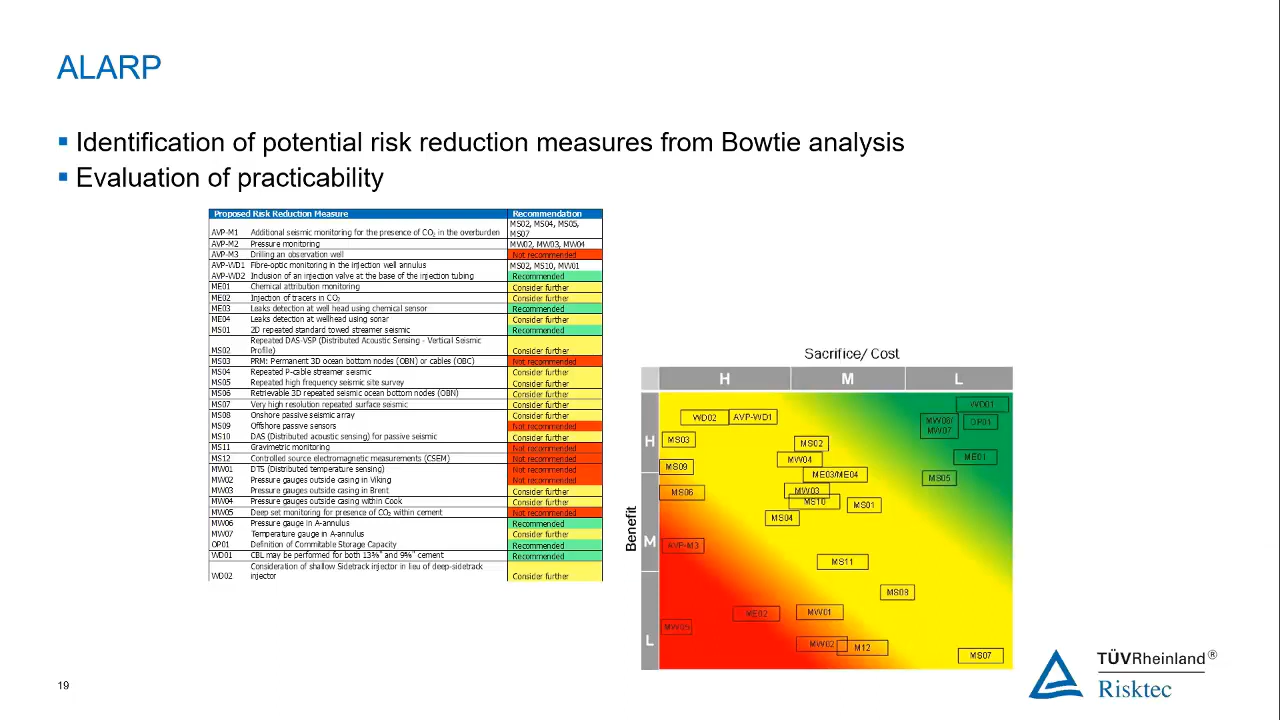 ALARP
▪ Identification of potential risk reduction measures from Bowtie analysis
▪ Evaluation of practicability
Proposed Risk Reduction Measure Recommendation
AVP-M1 Additional seismic monitoring for the presence of CO₂ in the overburden MS02, MS04, MS05, MS07
AVP-M2 Pressure monitoring MW02, MW03, MW04
AVP-M3 Drilling an observation well Not recommended
AVP-WD1 Fibre-optic monitoring in the injection well annulus MS02, MS10, MW01
AVP-WD2 Inclusion of an injection valve at the base of the injection tubing Recommended
ME01 Chemical attribution monitoring Consider further
ME02 Injection of tracers in CO₂ Consider further
ME03 Leaks detection at well head using chemical sensor Recommended
ME04 Leaks detection at wellhead using sonar Consider further
MS01 2D repeated standard towed streamer seismic Recommended
MS02 Repeated DAS-VSP (Distributed Acoustic Sensing - Vertical Seismic Profile) Consider further
MS03 PRM: Permanent 3D ocean bottom nodes (OBN) or cables (OBC) Not recommended
MS04 Repeated P-cable streamer seismic Consider further
MS05 Repeated high frequency seismic site survey Consider further
MS06 Retrievable 3D repeated seismic ocean bottom nodes (OBN) Consider further
MS07 Very high resolution repeated surface seismic Consider further
MS08 Onshore passive seismic array Consider further
MS09 Offshore passive sensors Not recommended
MS10 DAS (Distributed acoustic sensing) for passive seismic Consider further
MS11 Gravimetric monitoring Not recommended
MS12 Controlled source electromagnetic measurements (CSEM) Not recommended
MW01 DTS (Distributed temperature sensing) Not recommended
MW02 Pressure gauges outside casing in Viking Not recommended
MW03 Pressure gauges outside casing in Brent Consider further
MW04 Pressure gauges outside casing within Cook Consider further
MW05 Deep set monitoring for presence of CO₂ within cement Not recommended
MW06 Pressure gauge in A-annulus Recommended
MW07 Temperature gauge in A-annulus Consider further
OP01 Definition of Commitable Storage Capacity Recommended
WD01 CBL may be performed for both 13⅜" and 9⅝" cement Recommended
WD02 Consideration of shallow Sidetrack injector in lieu of deep-sidetrack injector Consider further
Sacrifice/ Cost
H M L
Benefit
H
M
L
WD01
WD02 AVP-WD1 MW06/ MW07 OP01
MS03 MS02
MW04 ME01
MS09 ME03/ME04 MS05
MS06 MW03
MS10 MS01
MS04
AVP-M3
MS11
MS08
ME02 MW01
MW05
MW02 M12
MS07
TÜVRheinland®
Risktec
19